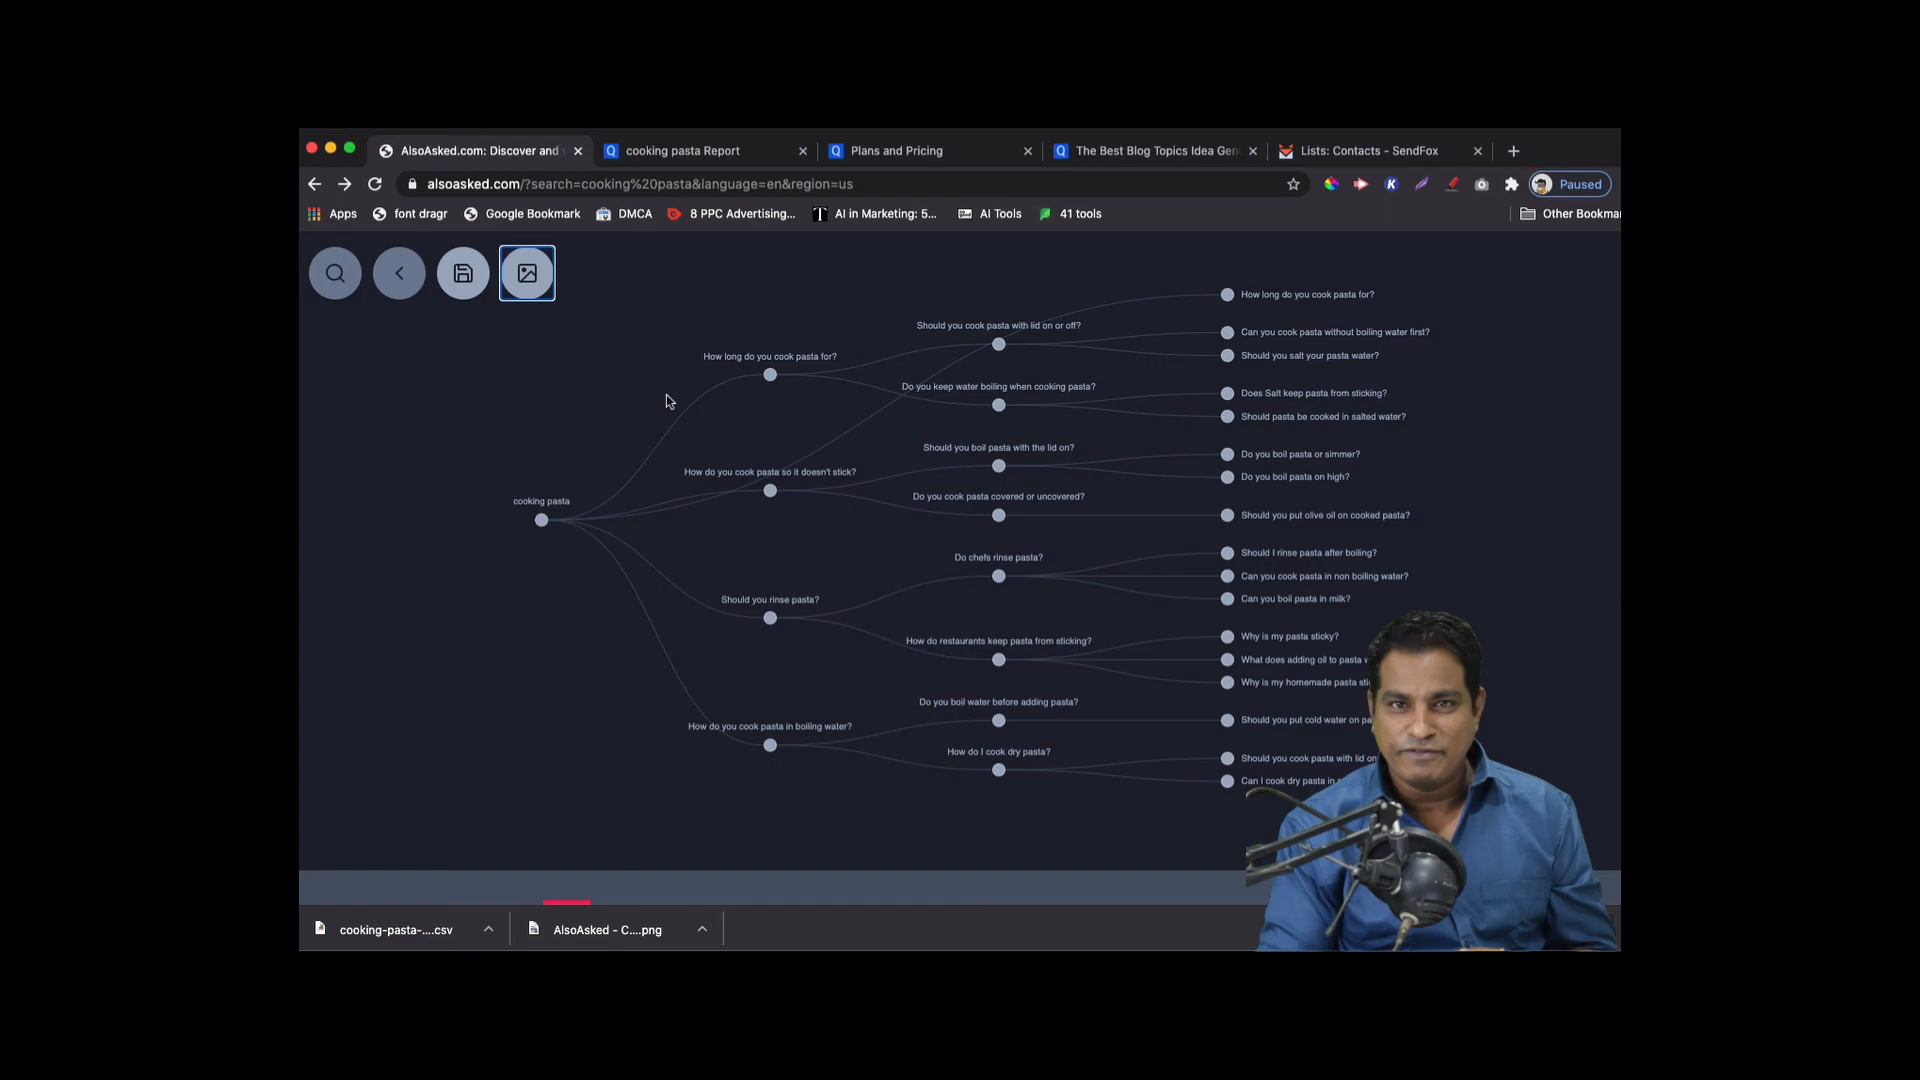 AlsoAsked.com: Discover and
cooking pasta Report
Plans and Pricing
The Best Blog Topics Idea Gen
Lists: Contacts - SendFox
alsoasked.com/?search=cooking%20pasta&language=en&region=us
Paused
Apps
font dragr
Google Bookmark
DMCA
8 PPC Advertising...
AI in Marketing: 5...
AI Tools
41 tools
Other Bookmar
cooking pasta
How long do you cook pasta for?
How do you cook pasta so it doesn't stick?
Should you rinse pasta?
How do you cook pasta in boiling water?
Should you cook pasta with lid on or off?
Do you keep water boiling when cooking pasta?
Should you boil pasta with the lid on?
Do you cook pasta covered or uncovered?
Do chefs rinse pasta?
How do restaurants keep pasta from sticking?
Do you boil water before adding pasta?
How do I cook dry pasta?
How long do you cook pasta for?
Can you cook pasta without boiling water first?
Should you salt your pasta water?
Does Salt keep pasta from sticking?
Should pasta be cooked in salted water?
Do you boil pasta or simmer?
Do you boil pasta on high?
Should you put olive oil on cooked pasta?
Should I rinse pasta after boiling?
Can you cook pasta in non boiling water?
Can you boil pasta in milk?
Why is my pasta sticky?
What does adding oil to pasta
Why is my homemade pasta
Should you put cold water on
Should you cook pasta with lid on
Can I cook dry pasta in
cooking-pasta-....csv
AlsoAsked - C....png